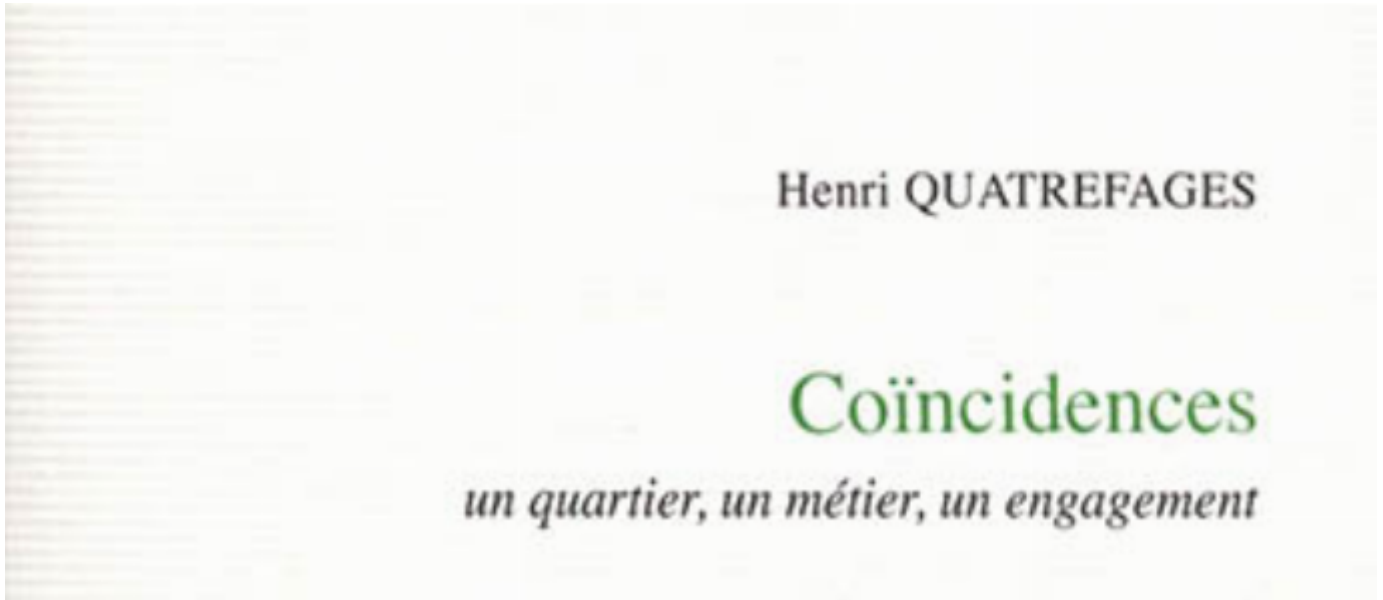 Henri QUATREFAGES
Coïncidences
un quartier, un métier, un engagement